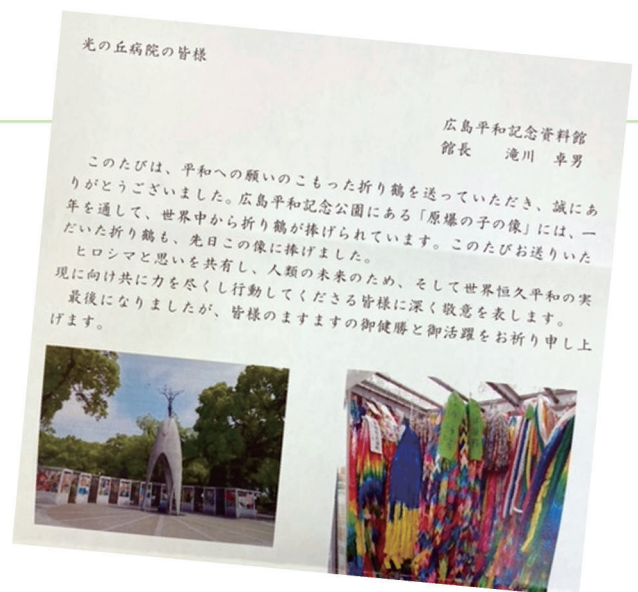 光の丘病院の皆様
広島平和記念資料館
館長 滝川 卓男
このたびは、平和への願いのこもった折り鶴を送っていただき、誠にあ
りがとうございました。広島平和記念公園にある「原爆の子の像」には、一
年を通して、世界中から折り鶴が捧げられています。このたびお送りいた
だいた折り鶴も、先日この像に捧げました。
ヒロシマと思いを共有し、人類の未来のため、そして世界恒久平和の実
現に向け共に力を尽くし行動してくださる皆様に深く敬意を表します。
最後になりましたが、皆様のますますの御健勝と御活躍をお祈り申し上
げます。